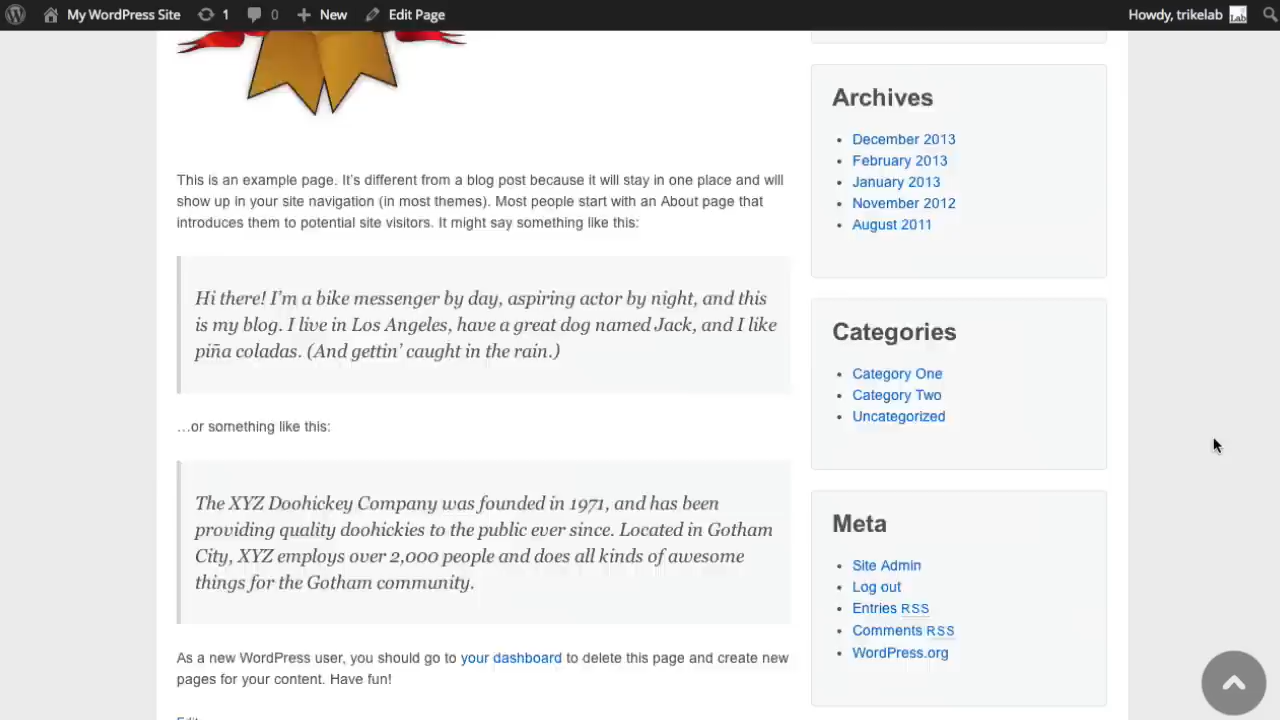 My WordPress Site 1 0 New Edit Page Howdy, trikelab Lab
This is an example page. It's different from a blog post because it will stay in one place and will
show up in your site navigation (in most themes). Most people start with an About page that
introduces them to potential site visitors. It might say something like this:
Hi there! I'm a bike messenger by day, aspiring actor by night, and this
is my blog. I live in Los Angeles, have a great dog named Jack, and I like
piña coladas. (And gettin' caught in the rain.)
…or something like this:
The XYZ Doohickey Company was founded in 1971, and has been
providing quality doohickies to the public ever since. Located in Gotham
City, XYZ employs over 2,000 people and does all kinds of awesome
things for the Gotham community.
As a new WordPress user, you should go to your dashboard to delete this page and create new
pages for your content. Have fun!
Edit
Archives
December 2013
February 2013
January 2013
November 2012
August 2011
Categories
Category One
Category Two
Uncategorized
Meta
Site Admin
Log out
Entries RSS
Comments RSS
WordPress.org